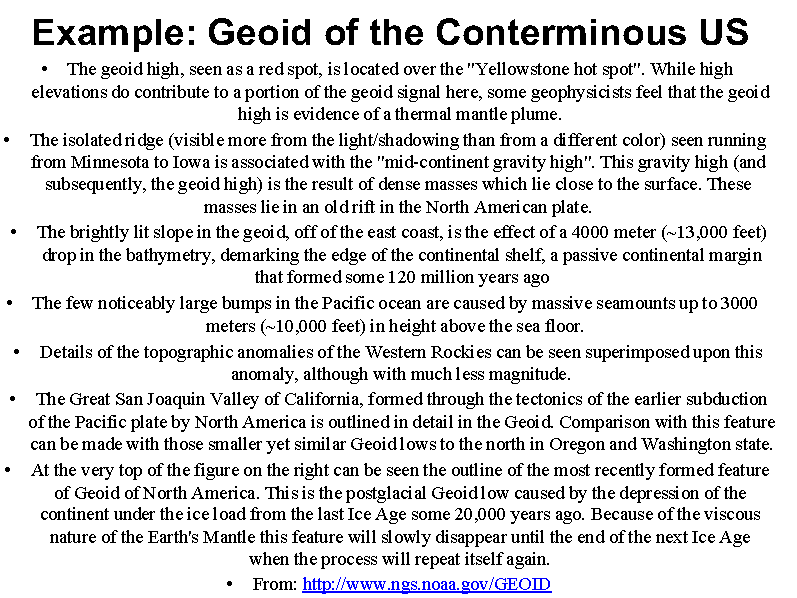 Example: Geoid of the Conterminous US
• The geoid high, seen as a red spot, is located over the "Yellowstone hot spot". While high
elevations do contribute to a portion of the geoid signal here, some geophysicists feel that the geoid
high is evidence of a thermal mantle plume.
• The isolated ridge (visible more from the light/shadowing than from a different color) seen running
from Minnesota to Iowa is associated with the "mid-continent gravity high". This gravity high (and
subsequently, the geoid high) is the result of dense masses which lie close to the surface. These
masses lie in an old rift in the North American plate.
• The brightly lit slope in the geoid, off of the east coast, is the effect of a 4000 meter (~13,000 feet)
drop in the bathymetry, demarking the edge of the continental shelf, a passive continental margin
that formed some 120 million years ago
• The few noticeably large bumps in the Pacific ocean are caused by massive seamounts up to 3000
meters (~10,000 feet) in height above the sea floor.
• Details of the topographic anomalies of the Western Rockies can be seen superimposed upon this
anomaly, although with much less magnitude.
• The Great San Joaquin Valley of California, formed through the tectonics of the earlier subduction
of the Pacific plate by North America is outlined in detail in the Geoid. Comparison with this feature
can be made with those smaller yet similar Geoid lows to the north in Oregon and Washington state.
• At the very top of the figure on the right can be seen the outline of the most recently formed feature
of Geoid of North America. This is the postglacial Geoid low caused by the depression of the
continent under the ice load from the last Ice Age some 20,000 years ago. Because of the viscous
nature of the Earth's Mantle this feature will slowly disappear until the end of the next Ice Age
when the process will repeat itself again.
• From: http://www.ngs.noaa.gov/GEOID